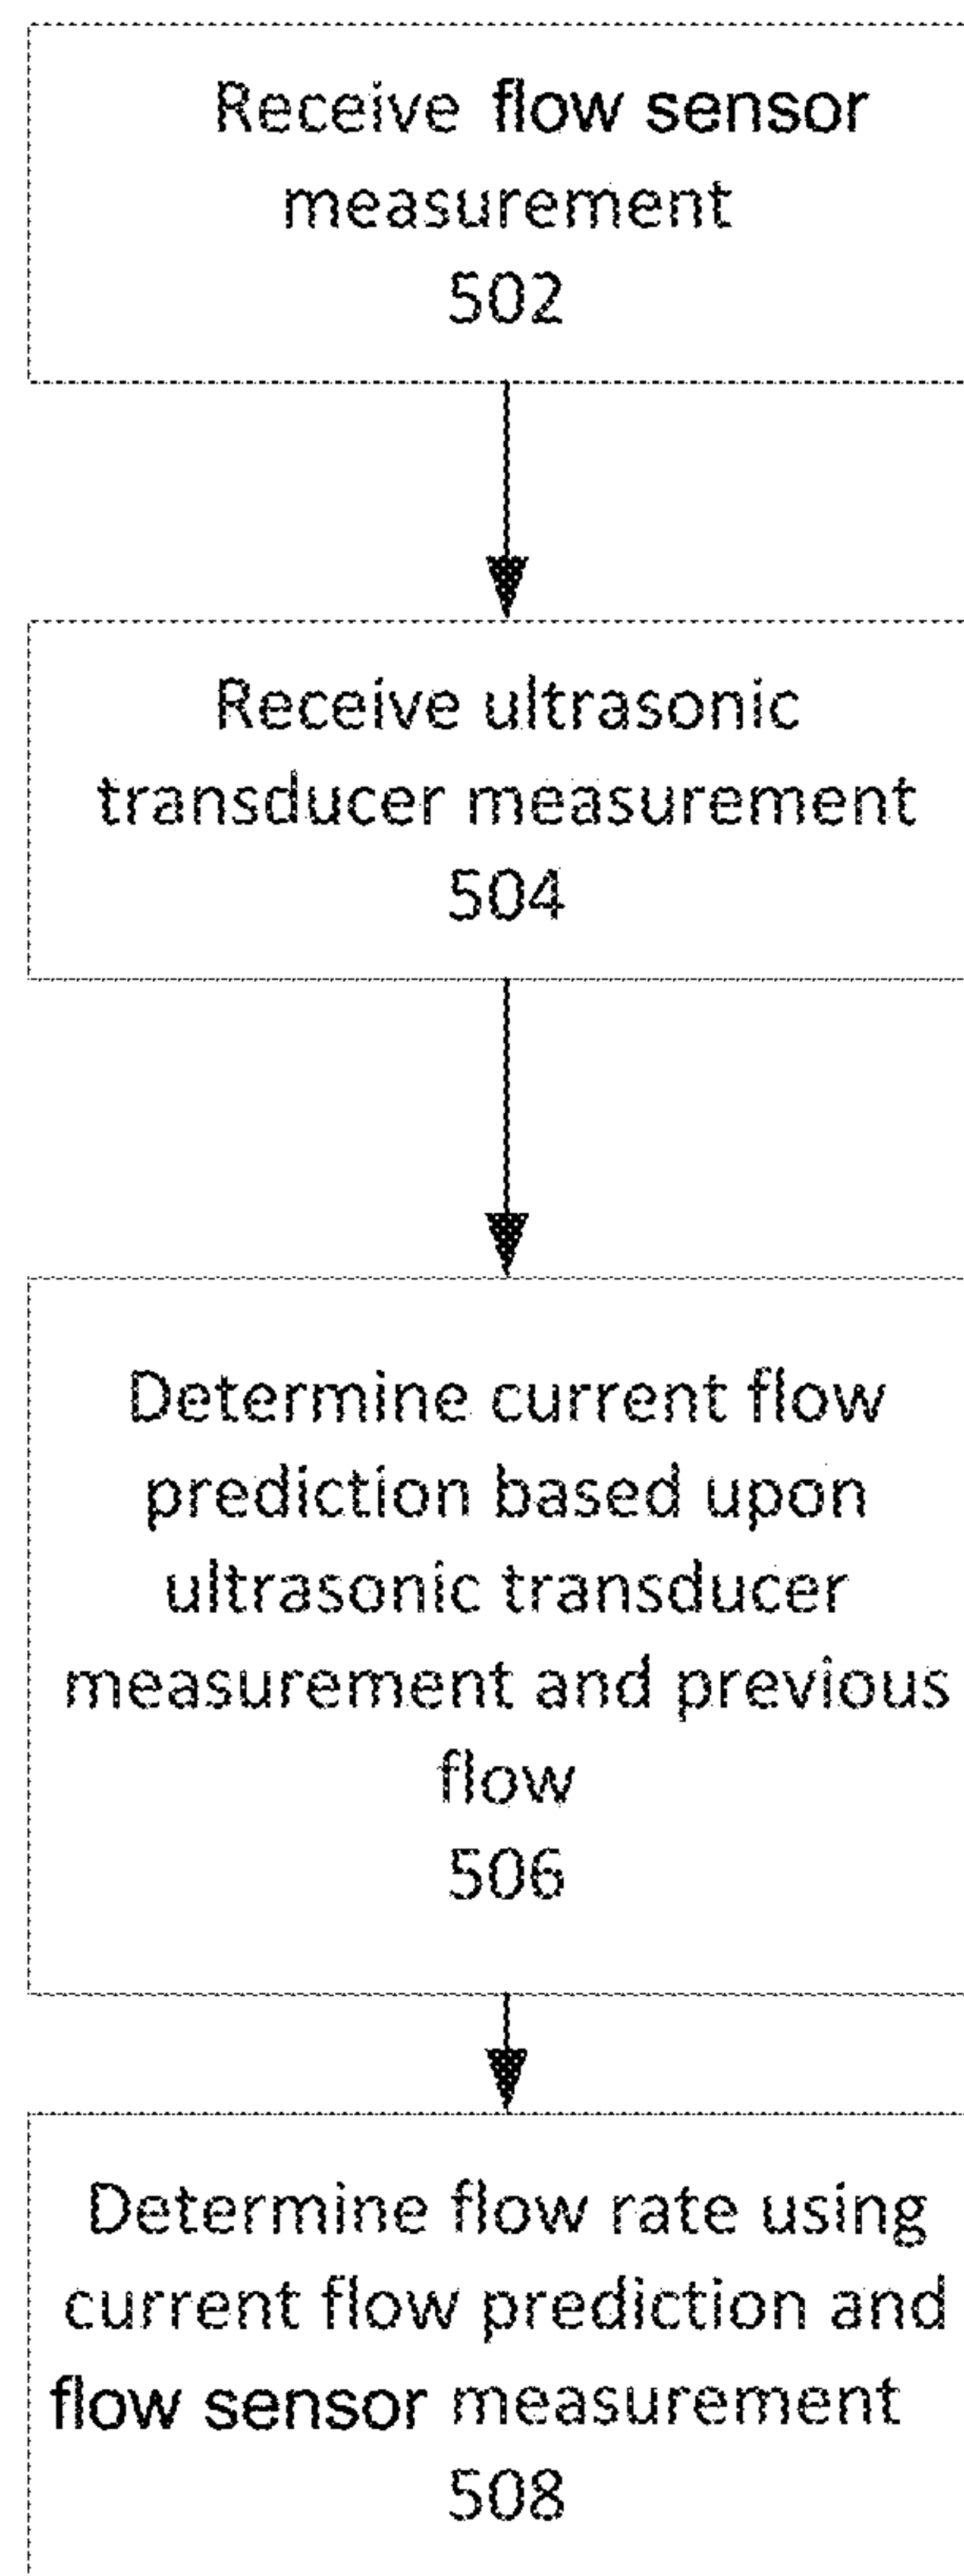 Receive flow sensor
measurement
502
Receive ultrasonic
transducer measurement
504
Determine current flow
prediction based upon
ultrasonic transducer
measurement and previous
flow
506
Determine flow rate using
current flow prediction and
flow sensor measurement
508